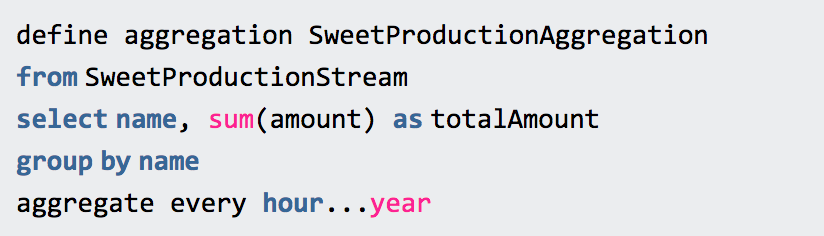 define aggregation SweetProductionAggregation
from SweetProductionStream
select name, sum(amount) as totalAmount
group by name
aggregate every hour...year